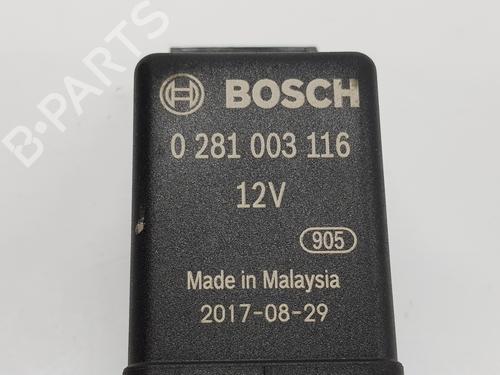 B-PARTS
BOSCH
0 281 003 116
12V
905
Made in Malaysia
2017-08-29